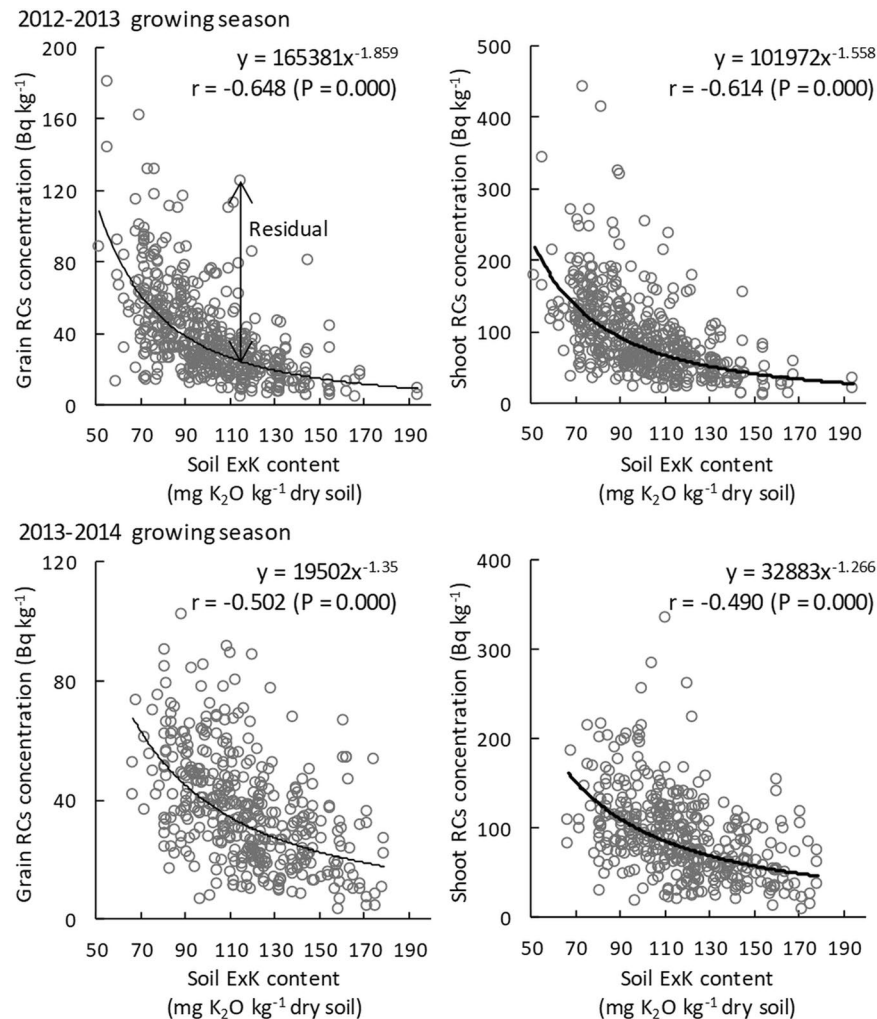 2012-2013 growing season
Grain RCs concentration (Bq kg⁻¹)
200
160
120
80
40
0
y = 165381x⁻¹·⁸⁵⁹
r = -0.648 (P = 0.000)
Residual
50 70 90 110 130 150 170 190
Soil ExK content
(mg K₂O kg⁻¹ dry soil)
Shoot RCs concentration (Bq kg⁻¹)
500
400
300
200
100
0
y = 101972x⁻¹·⁵⁵⁸
r = -0.614 (P = 0.000)
50 70 90 110 130 150 170 190
Soil ExK content
(mg K₂O kg⁻¹ dry soil)
2013-2014 growing season
Grain RCs concentration (Bq kg⁻¹)
120
80
40
0
y = 19502x⁻¹·³⁵
r = -0.502 (P = 0.000)
50 70 90 110 130 150 170 190
Soil ExK content
(mg K₂O kg⁻¹ dry soil)
Shoot RCs concentration (Bq kg⁻¹)
400
300
200
100
0
y = 32883x⁻¹·²⁶⁶
r = -0.490 (P = 0.000)
50 70 90 110 130 150 170 190
Soil ExK content
(mg K₂O kg⁻¹ dry soil)